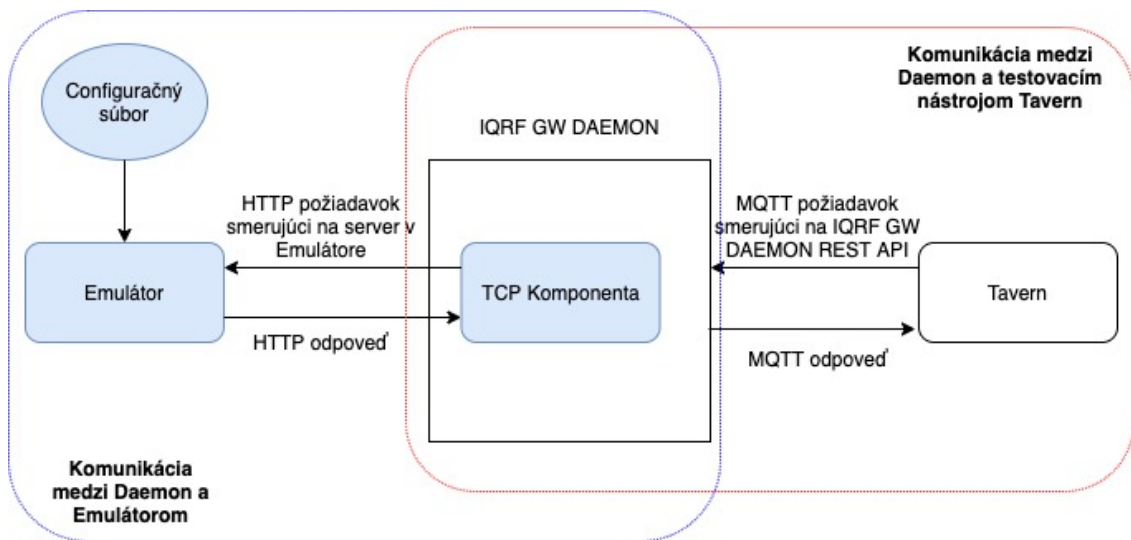 Configuračný
súbor
Komunikácia medzi
Daemon a testovacím
nástrojom Tavern
IQRF GW DAEMON
HTTP požiadavok
smerujúci na server v
Emulátore
MQTT požiadavok
smerujúci na IQRF GW
DAEMON REST API
Emulátor
TCP Komponenta
Tavern
HTTP odpoveď
MQTT odpoveď
Komunikácia
medzi Daemon a
Emulátorom